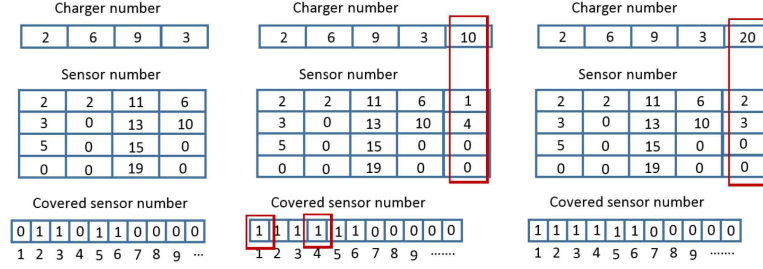 Charger number
2 6 9 3
Sensor number
2 2 11 6
3 0 13 10
5 0 15 0
0 0 19 0
Covered sensor number
0 1 1 0 1 1 0 0 0 0 0
1 2 3 4 5 6 7 8 9 ...
Charger number
2 6 9 3 10
Sensor number
2 2 11 6 1
3 0 13 10 4
5 0 15 0 0
0 0 19 0 0
Covered sensor number
1 1 1 1 1 1 0 0 0 0 0
1 2 3 4 5 6 7 8 9 .......
Charger number
2 6 9 3 20
Sensor number
2 2 11 6 2
3 0 13 10 3
5 0 15 0 0
0 0 19 0 0
Covered sensor number
1 1 1 1 1 1 0 0 0 0 0
1 2 3 4 5 6 7 8 9 .......